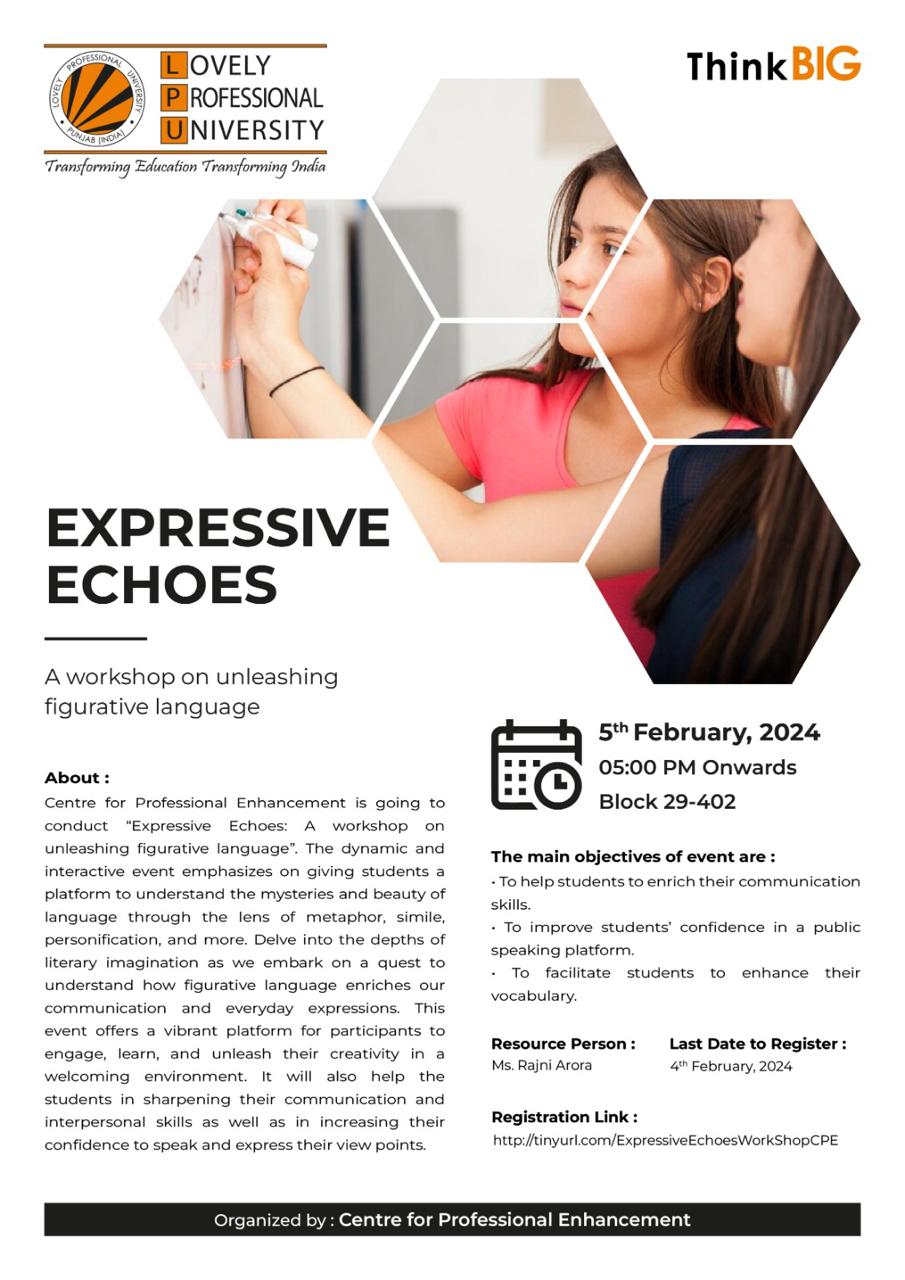 LOVELY PROFESSIONAL UNIVERSITY
PUNJAB (INDIA)
LOVELY
PROFESSIONAL
UNIVERSITY
Transforming Education Transforming India
Think BIG
EXPRESSIVE
ECHOES
A workshop on unleashing
figurative language
About :
Centre for Professional Enhancement is going to
conduct “Expressive Echoes: A workshop on
unleashing figurative language”. The dynamic and
interactive event emphasizes on giving students a
platform to understand the mysteries and beauty of
language through the lens of metaphor, simile,
personification, and more. Delve into the depths of
literary imagination as we embark on a quest to
understand how figurative language enriches our
communication and everyday expressions. This
event offers a vibrant platform for participants to
engage, learn, and unleash their creativity in a
welcoming environment. It will also help the
students in sharpening their communication and
interpersonal skills as well as in increasing their
confidence to speak and express their view points.
5th February, 2024
05:00 PM Onwards
Block 29-402
The main objectives of event are :
• To help students to enrich their communication
skills.
• To improve students’ confidence in a public
speaking platform.
• To facilitate students to enhance their
vocabulary.
Resource Person :
Ms. Rajni Arora
Last Date to Register :
4th February, 2024
Registration Link :
http://tinyurl.com/ExpressiveEchoesWorkShopCPE
Organized by : Centre for Professional Enhancement